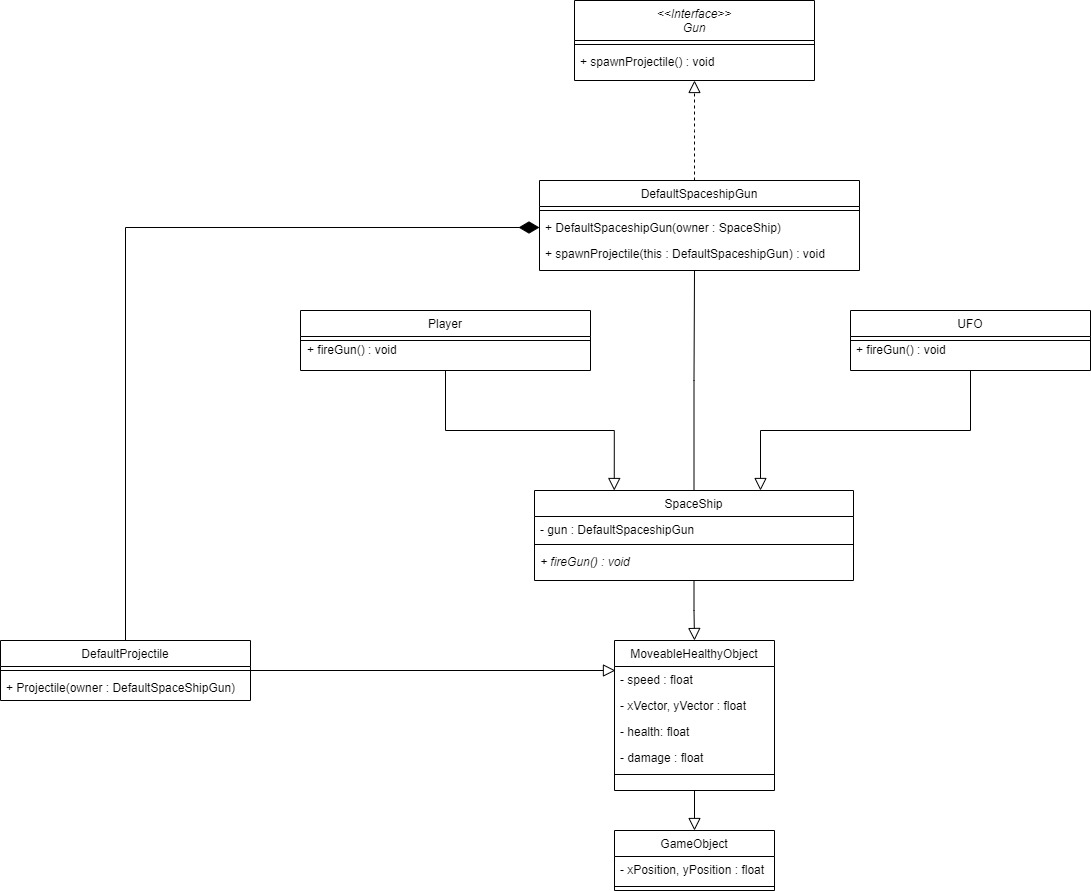 <<Interface>>
Gun
+ spawnProjectile() : void
DefaultSpaceshipGun
+ DefaultSpaceshipGun(owner : SpaceShip)
+ spawnProjectile(this : DefaultSpaceshipGun) : void
Player
+ fireGun() : void
UFO
+ fireGun() : void
SpaceShip
- gun : DefaultSpaceshipGun
+ fireGun() : void
DefaultProjectile
+ Projectile(owner : DefaultSpaceShipGun)
MoveableHealthyObject
- speed : float
- xVector, yVector : float
- health: float
- damage : float
GameObject
- xPosition, yPosition : float